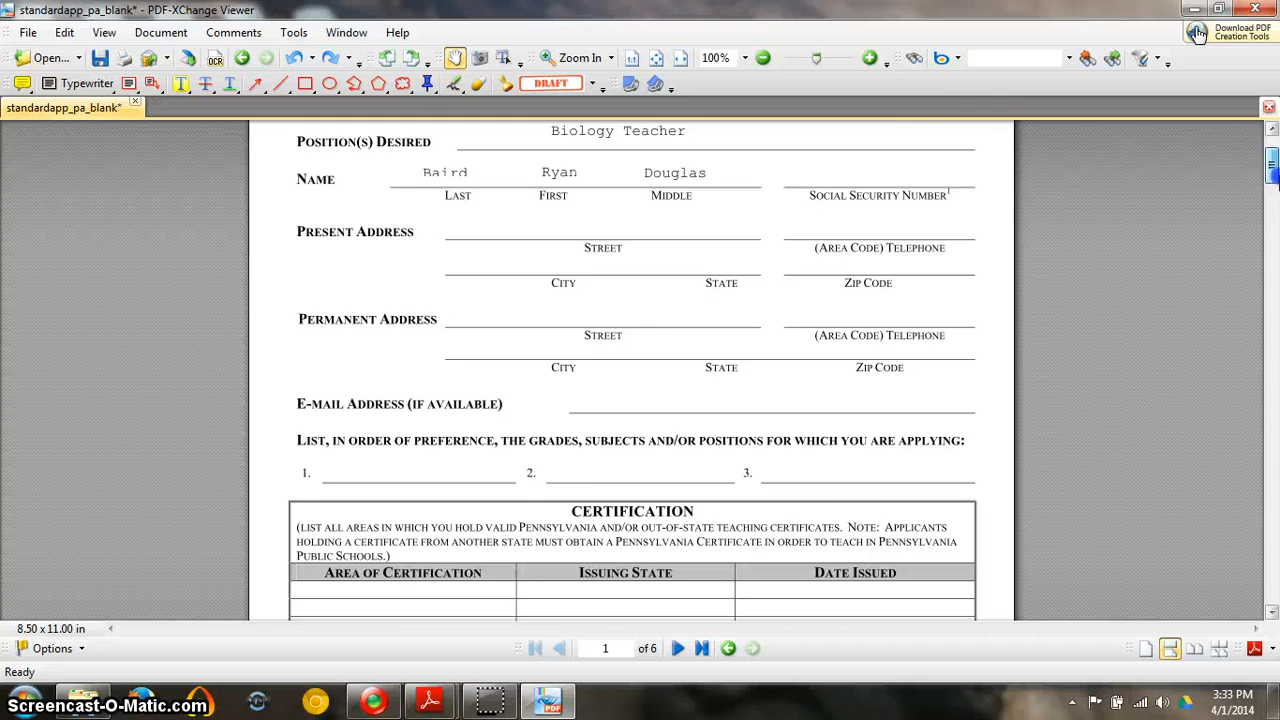 standardapp_pa_blank* - PDF-XChange Viewer
File Edit View Document Comments Tools Window Help
Download PDF
Creation Tools
Open... OCR Zoom In 100%
Typewriter DRAFT
standardapp_pa_blank*
Biology Teacher
POSITION(S) DESIRED
Baird Ryan Douglas
NAME
LAST FIRST MIDDLE SOCIAL SECURITY NUMBER1
PRESENT ADDRESS
STREET (AREA CODE) TELEPHONE
CITY STATE ZIP CODE
PERMANENT ADDRESS
STREET (AREA CODE) TELEPHONE
CITY STATE ZIP CODE
E-MAIL ADDRESS (IF AVAILABLE)
LIST, IN ORDER OF PREFERENCE, THE GRADES, SUBJECTS AND/OR POSITIONS FOR WHICH YOU ARE APPLYING:
1. 2. 3.
CERTIFICATION
(LIST ALL AREAS IN WHICH YOU HOLD VALID PENNSYLVANIA AND/OR OUT-OF-STATE TEACHING CERTIFICATES. NOTE: APPLICANTS
HOLDING A CERTIFICATE FROM ANOTHER STATE MUST OBTAIN A PENNSYLVANIA CERTIFICATE IN ORDER TO TEACH IN PENNSYLVANIA
PUBLIC SCHOOLS.)
AREA OF CERTIFICATION ISSUING STATE DATE ISSUED
8.50 x 11.00 in
Options 1 of 6
Ready
PDF
Screencast-O-Matic.com
3:33 PM
4/1/2014